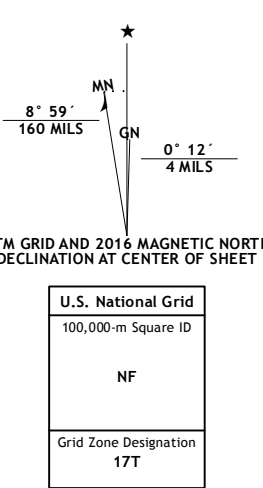 ★
MN
8° 59´
160 MILS
GN
0° 12´
4 MILS
TM GRID AND 2016 MAGNETIC NORTH
DECLINATION AT CENTER OF SHEET
U.S. National Grid
100,000-m Square ID
NF
Grid Zone Designation
17T